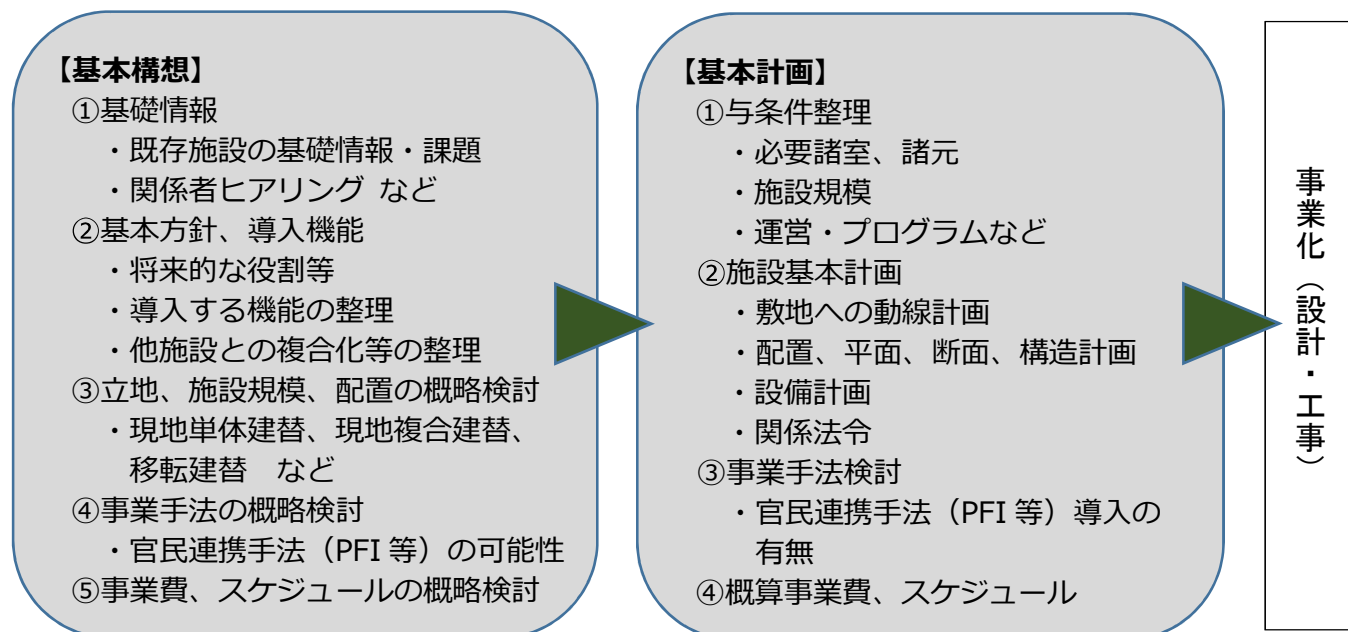 【基本構想】
①基礎情報
・既存施設の基礎情報・課題
・関係者ヒアリング など
②基本方針、導入機能
・将来的な役割等
・導入する機能の整理
・他施設との複合化等の整理
③立地、施設規模、配置の概略検討
・現地単体建替、現地複合建替、
移転建替　など
④事業手法の概略検討
・官民連携手法（PFI 等）の可能性
⑤事業費、スケジュールの概略検討
【基本計画】
①与条件整理
・必要諸室、諸元
・施設規模
・運営・プログラムなど
②施設基本計画
・敷地への動線計画
・配置、平面、断面、構造計画
・設備計画
・関係法令
③事業手法検討
・官民連携手法（PFI 等）導入の
有無
④概算事業費、スケジュール
事業化（設計・工事）